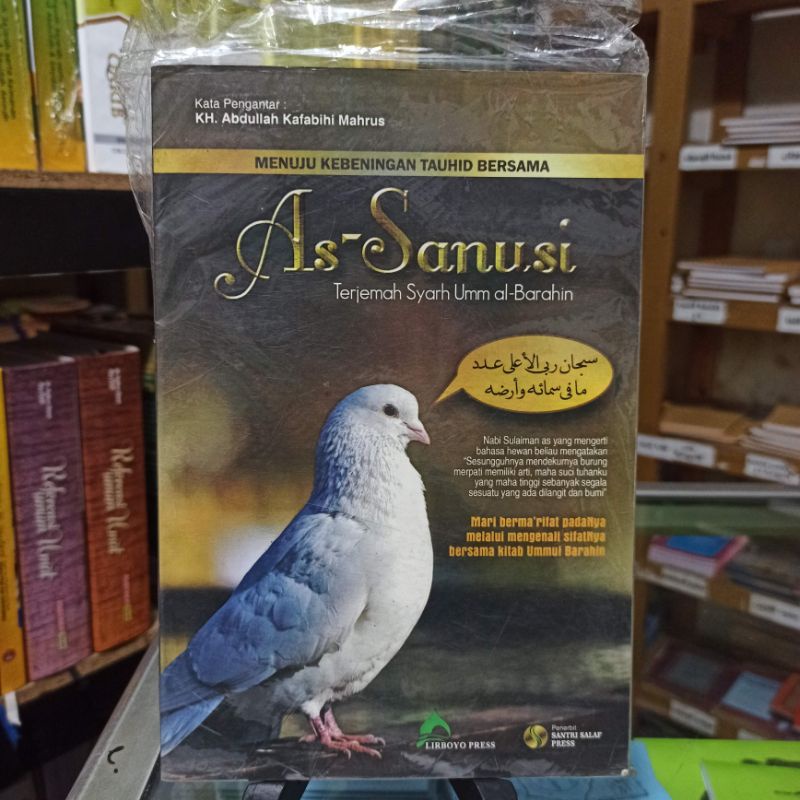 Kata Pengantar :
KH. Abdullah Kafabihi Mahrus
MENUJU KEBENINGAN TAUHID BERSAMA
As-Sanusi
Terjemah Syarh Umm al-Barahin
سبحان ربي الأعلى عدد
ما في سمائه وأرضه
Nabi Sulaiman as yang mengerti
bahasa hewan beliau mengatakan
"Sesungguhnya mendekurnya burung
merpati memiliki arti, maha suci tuhanku
yang maha tinggi sebanyak segala
sesuatu yang ada dilangit dan bumi"
Mari berma'rifat padaNya
melalui mengenali sifatNya
bersama kitab Ummul Barahin
LIRBOYO PRESS
Penerbit
SANTRI SALAF
PRESS